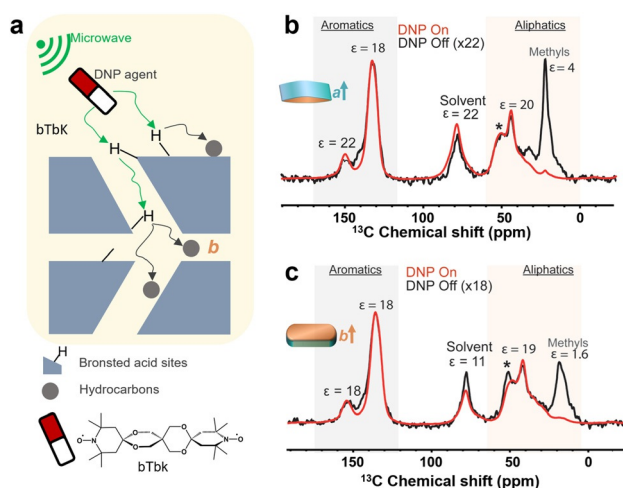 a
Microwave
DNP agent
bTbK
H
H
H
b
H
Bronsted acid sites
Hydrocarbons
bTbk
O
O
O
O
O
N
N
O
b
Aromatics
DNP On
DNP Off (x22)
Aliphatics
ε = 18
Methyls
ε = 4
a
Solvent
ε = 22
ε = 20
ε = 22
*
150
100
50
0
13C Chemical shift (ppm)
c
Aromatics
DNP On
DNP Off (x18)
Aliphatics
ε = 18
b
Solvent
ε = 11
ε = 19
Methyls
ε = 1.6
ε = 18
*
150
100
50
0
13C Chemical shift (ppm)